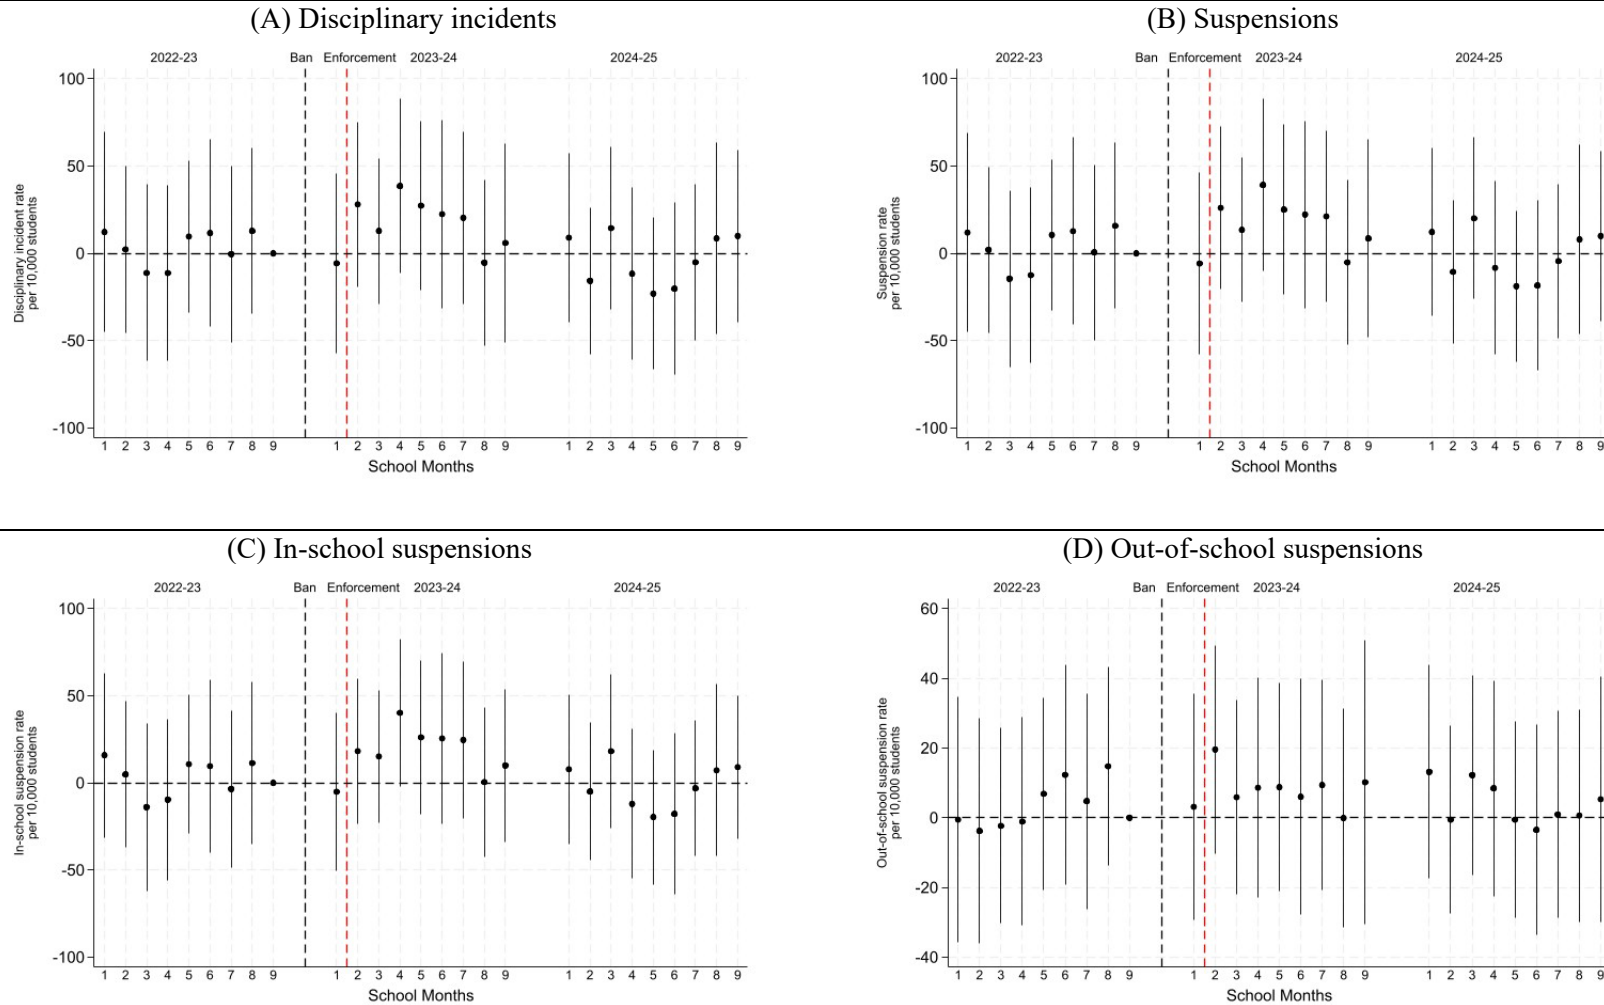 (A) Disciplinary incidents
2022-23 Ban Enforcement 2023-24 2024-25
100
50
0
-50
-100
Disciplinary incident rate
per 10,000 students
1 2 3 4 5 6 7 8 9 1 2 3 4 5 6 7 8 9 1 2 3 4 5 6 7 8 9
School Months
(B) Suspensions
2022-23 Ban Enforcement 2023-24 2024-25
100
50
0
-50
-100
Suspension rate
per 10,000 students
1 2 3 4 5 6 7 8 9 1 2 3 4 5 6 7 8 9 1 2 3 4 5 6 7 8 9
School Months
(C) In-school suspensions
2022-23 Ban Enforcement 2023-24 2024-25
100
50
0
-50
-100
In-school suspension rate
per 10,000 students
1 2 3 4 5 6 7 8 9 1 2 3 4 5 6 7 8 9 1 2 3 4 5 6 7 8 9
School Months
(D) Out-of-school suspensions
2022-23 Ban Enforcement 2023-24 2024-25
60
40
20
0
-20
-40
Out-of-school suspension rate
per 10,000 students
1 2 3 4 5 6 7 8 9 1 2 3 4 5 6 7 8 9 1 2 3 4 5 6 7 8 9
School Months